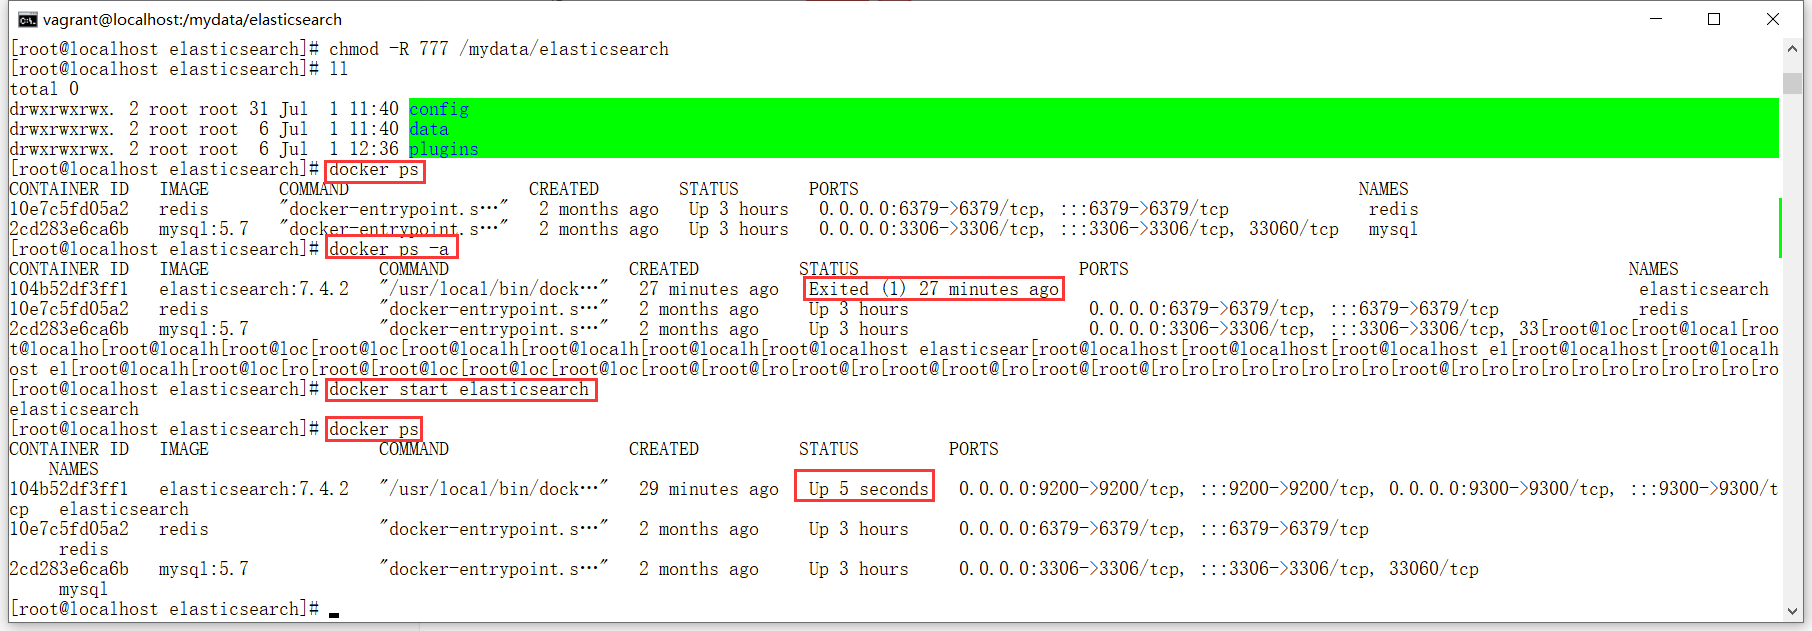 vagrant@localhost:/mydata/elasticsearch
[root@localhost elasticsearch]# chmod -R 777 /mydata/elasticsearch
[root@localhost elasticsearch]# ll
total 0
drwxrwxrwx. 2 root root 31 Jul  1 11:40 config
drwxrwxrwx. 2 root root  6 Jul  1 11:40 data
drwxrwxrwx. 2 root root  6 Jul  1 12:36 plugins
[root@localhost elasticsearch]# docker ps
CONTAINER ID   IMAGE       COMMAND                  CREATED        STATUS       PORTS                                                  NAMES
10e7c5fd05a2   redis       "docker-entrypoint.s…"   2 months ago   Up 3 hours   0.0.0.0:6379->6379/tcp, :::6379->6379/tcp              redis
2cd283e6ca6b   mysql:5.7   "docker-entrypoint.s…"   2 months ago   Up 3 hours   0.0.0.0:3306->3306/tcp, :::3306->3306/tcp, 33060/tcp   mysql
[root@localhost elasticsearch]# docker ps -a
CONTAINER ID   IMAGE                 COMMAND                  CREATED          STATUS                      PORTS                                                  NAMES
104b52df3ff1   elasticsearch:7.4.2   "/usr/local/bin/dock…"   27 minutes ago   Exited (1) 27 minutes ago                                                          elasticsearch
10e7c5fd05a2   redis                 "docker-entrypoint.s…"   2 months ago     Up 3 hours                  0.0.0.0:6379->6379/tcp, :::6379->6379/tcp              redis
2cd283e6ca6b   mysql:5.7             "docker-entrypoint.s…"   2 months ago     Up 3 hours                  0.0.0.0:3306->3306/tcp, :::3306->3306/tcp, 33[root@loc[root@local[roo
t@localho[root@localh[root@loc[root@loc[root@localh[root@localh[root@localh[root@localhost elasticsear[root@localhost[root@localhost[root@localhost el[root@localhost[root@localh
ost el[root@localh[root@loc[ro[root@[root@loc[root@loc[root@loc[root@[root@[ro[root@[ro[root@[ro[root@[root@[ro[root@[ro[ro[ro[root@[ro[ro[ro[ro[ro[ro[ro[ro
[root@localhost elasticsearch]# docker start elasticsearch
elasticsearch
[root@localhost elasticsearch]# docker ps
CONTAINER ID   IMAGE                 COMMAND                  CREATED          STATUS         PORTS
    NAMES
104b52df3ff1   elasticsearch:7.4.2   "/usr/local/bin/dock…"   29 minutes ago   Up 5 seconds   0.0.0.0:9200->9200/tcp, :::9200->9200/tcp, 0.0.0.0:9300->9300/tcp, :::9300->9300/t
cp   elasticsearch
10e7c5fd05a2   redis                 "docker-entrypoint.s…"   2 months ago     Up 3 hours     0.0.0.0:6379->6379/tcp, :::6379->6379/tcp
     redis
2cd283e6ca6b   mysql:5.7             "docker-entrypoint.s…"   2 months ago     Up 3 hours     0.0.0.0:3306->3306/tcp, :::3306->3306/tcp, 33060/tcp
     mysql
[root@localhost elasticsearch]#